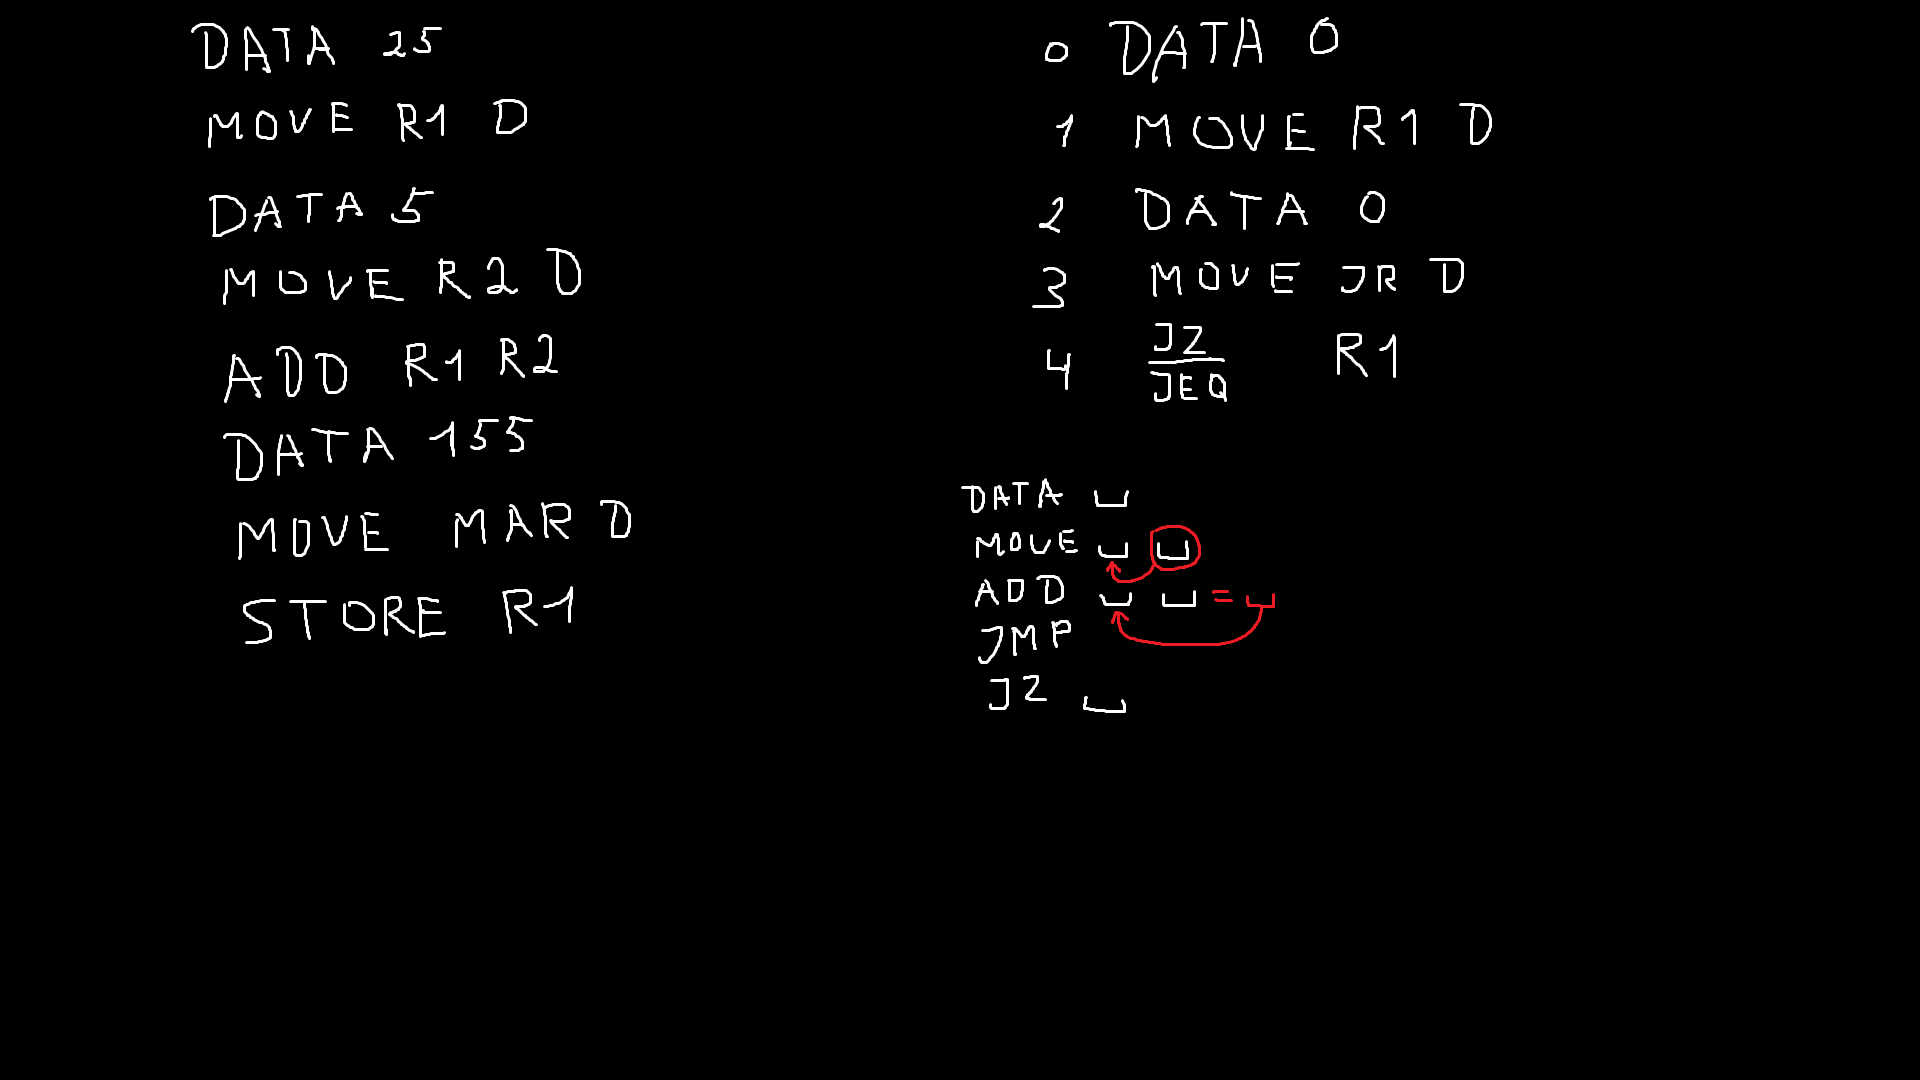 DATA 25
MOVE R1 D
DATA 5
MOVE R2 D
ADD R1 R2
DATA 155
MOVE MAR D
STORE R1
0 DATA 0
1 MOVE R1 D
2 DATA 0
3 MOVE JR D
4 JZ R1
JEQ
DATA ⎵
MOVE ⎵ ⎵
ADD ⎵ ⎵ = ⎵
JMP
JZ ⎵